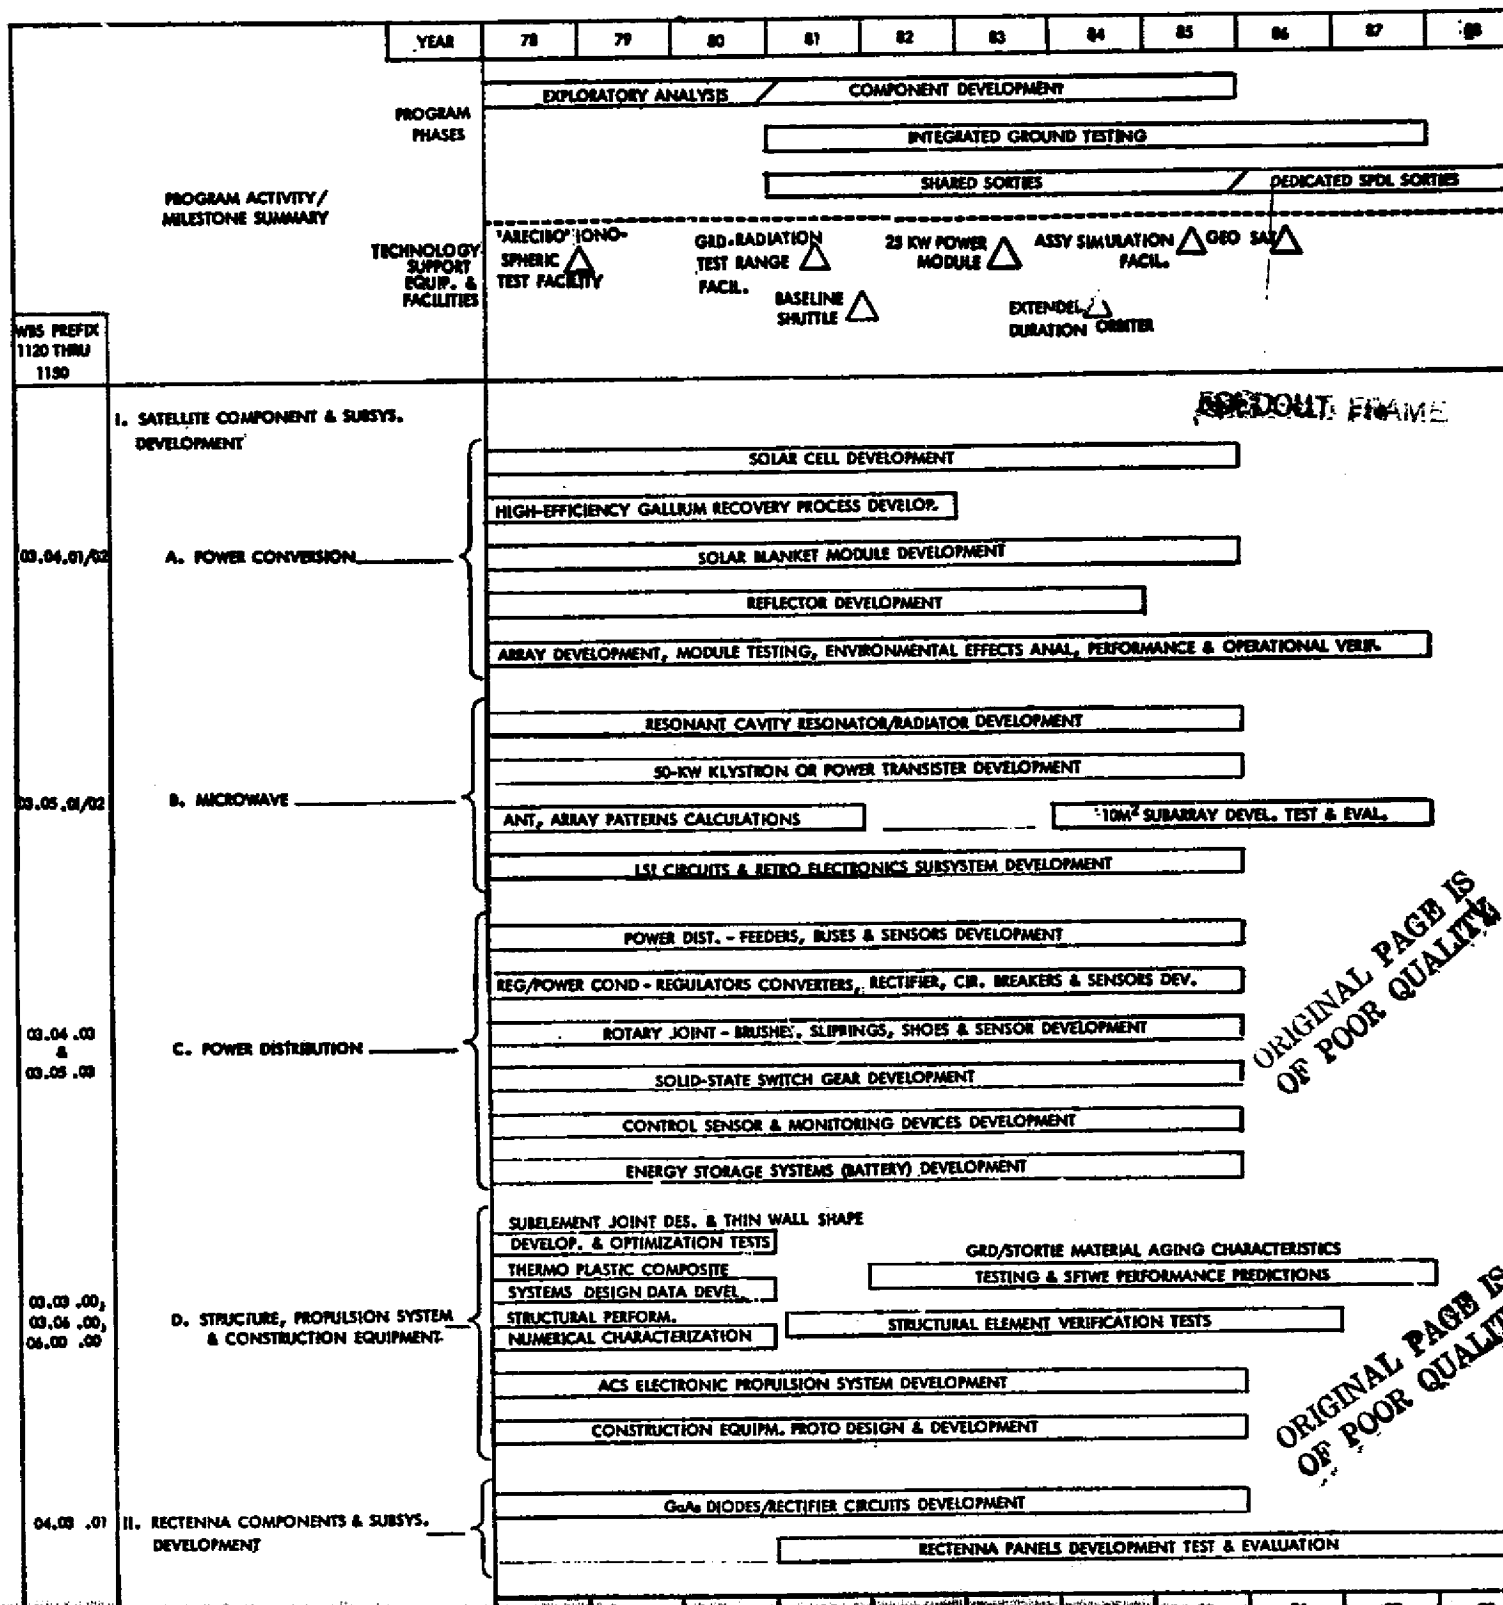 YEAR 78 79 80 81 82 83 84 85 86 87 88
EXPLORATORY ANALYSIS COMPONENT DEVELOPMENT
PROGRAM
PHASES
INTEGRATED GROUND TESTING
SHARED SORTIES DEDICATED SPDL SORTIES
PROGRAM ACTIVITY/
MILESTONE SUMMARY
TECHNOLOGY
SUPPORT
EQUIP. &
FACILITIES
"ARECIBO" IONO-
SPHERIC
TEST FACILITY
GRD-RADIATION
TEST RANGE
FACIL.
BASELINE
SHUTTLE
25 KW POWER
MODULE
EXTENDED
DURATION ORBITER
ASSY SIMULATION
FACIL.
GEO SAT
WBS PREFIX
1120 THRU
1130
FOLDOUT FRAME
I. SATELLITE COMPONENT & SUBSYS.
DEVELOPMENT
SOLAR CELL DEVELOPMENT
HIGH-EFFICIENCY GALLIUM RECOVERY PROCESS DEVELOP.
03.04.01/02 A. POWER CONVERSION
SOLAR BLANKET MODULE DEVELOPMENT
REFLECTOR DEVELOPMENT
ARRAY DEVELOPMENT, MODULE TESTING, ENVIRONMENTAL EFFECTS ANAL, PERFORMANCE & OPERATIONAL VERIF.
RESONANT CAVITY RESONATOR/RADIATOR DEVELOPMENT
50-KW KLYSTRON OR POWER TRANSISTER DEVELOPMENT
03.05.01/02 B. MICROWAVE
ANT, ARRAY PATTERNS CALCULATIONS 10M² SUBARRAY DEVEL. TEST & EVAL.
LSI CIRCUITS & RETRO ELECTRONICS SUBSYSTEM DEVELOPMENT
POWER DIST. - FEEDERS, BUSES & SENSORS DEVELOPMENT
REG/POWER COND - REGULATORS CONVERTERS, RECTIFIER, CIR. BREAKERS & SENSORS DEV.
ROTARY JOINT - BRUSHES, SLIPRINGS, SHOES & SENSOR DEVELOPMENT
03.04 .03
&
03.05 .03
C. POWER DISTRIBUTION
SOLID-STATE SWITCH GEAR DEVELOPMENT
CONTROL SENSOR & MONITORING DEVICES DEVELOPMENT
ENERGY STORAGE SYSTEMS (BATTERY) DEVELOPMENT
ORIGINAL PAGE IS
OF POOR QUALITY
SUBELEMENT JOINT DES. & THIN WALL SHAPE
DEVELOP. & OPTIMIZATION TESTS
THERMO PLASTIC COMPOSITE
SYSTEMS DESIGN DATA DEVEL
GRD/STORTIE MATERIAL AGING CHARACTERISTICS
TESTING & SFTWE PERFORMANCE PREDICTIONS
03.03 .00,
03.06 .00,
06.00 .00
D. STRUCTURE, PROPULSION SYSTEM
& CONSTRUCTION EQUIPMENT
STRUCTURAL PERFORM.
NUMERICAL CHARACTERIZATION
STRUCTURAL ELEMENT VERIFICATION TESTS
ACS ELECTRONIC PROPULSION SYSTEM DEVELOPMENT
CONSTRUCTION EQUIPM. PROTO DESIGN & DEVELOPMENT
ORIGINAL PAGE IS
OF POOR QUALIT
GaAs DIODES/RECTIFIER CIRCUITS DEVELOPMENT
04.03 .01 II. RECTENNA COMPONENTS & SUBSYS.
DEVELOPMENT
RECTENNA PANELS DEVELOPMENT TEST & EVALUATION